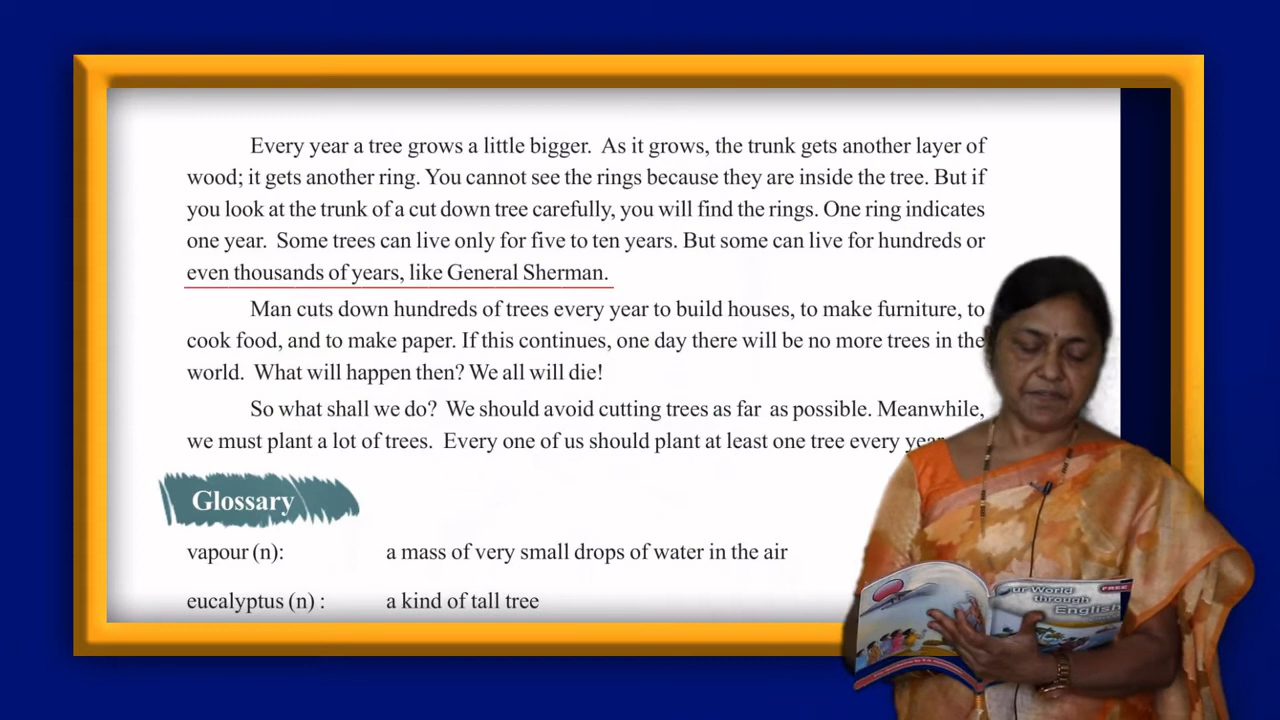 Every year a tree grows a little bigger. As it grows, the trunk gets another layer of
wood; it gets another ring. You cannot see the rings because they are inside the tree. But if
you look at the trunk of a cut down tree carefully, you will find the rings. One ring indicates
one year. Some trees can live only for five to ten years. But some can live for hundreds or
even thousands of years, like General Sherman.
Man cuts down hundreds of trees every year to build houses, to make furniture, to
cook food, and to make paper. If this continues, one day there will be no more trees in the
world. What will happen then? We all will die!
So what shall we do? We should avoid cutting trees as far as possible. Meanwhile,
we must plant a lot of trees. Every one of us should plant at least one tree every year
Glossary
vapour (n): a mass of very small drops of water in the air
eucalyptus (n) : a kind of tall tree
ur World
through
English
FREE